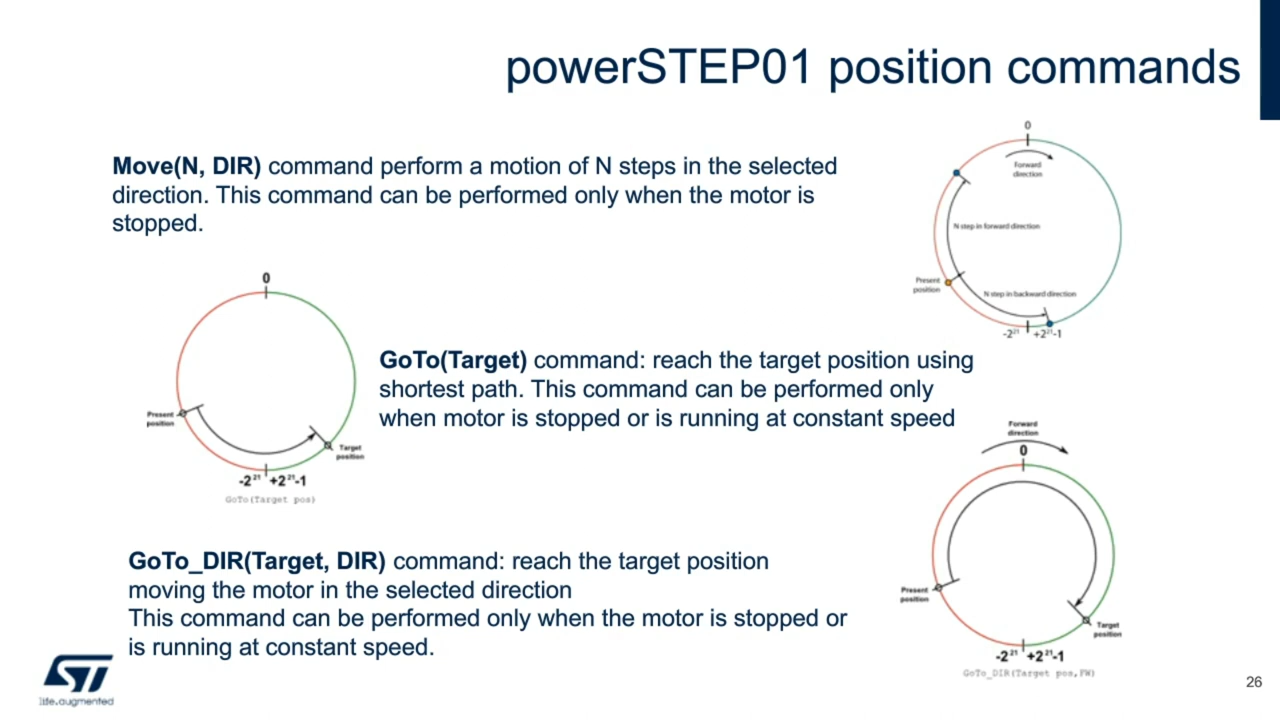 powerSTEP01 position commands
Move(N, DIR) command perform a motion of N steps in the selected
direction. This command can be performed only when the motor is
stopped.
0
Forward
direction
N step in forward direction
Present
position
N step in backward direction
-2²¹ +2²¹-1
0
Present
position
Target
position
-2²¹ +2²¹-1
GoTo(Target pos)
GoTo(Target) command: reach the target position using
shortest path. This command can be performed only
when motor is stopped or is running at constant speed
Forward
direction
0
Present
position
Target
position
-2²¹ +2²¹-1
GoTo_DIR(Target pos,FW)
GoTo_DIR(Target, DIR) command: reach the target position
moving the motor in the selected direction
This command can be performed only when the motor is stopped or
is running at constant speed.
ST
life.augmented
26